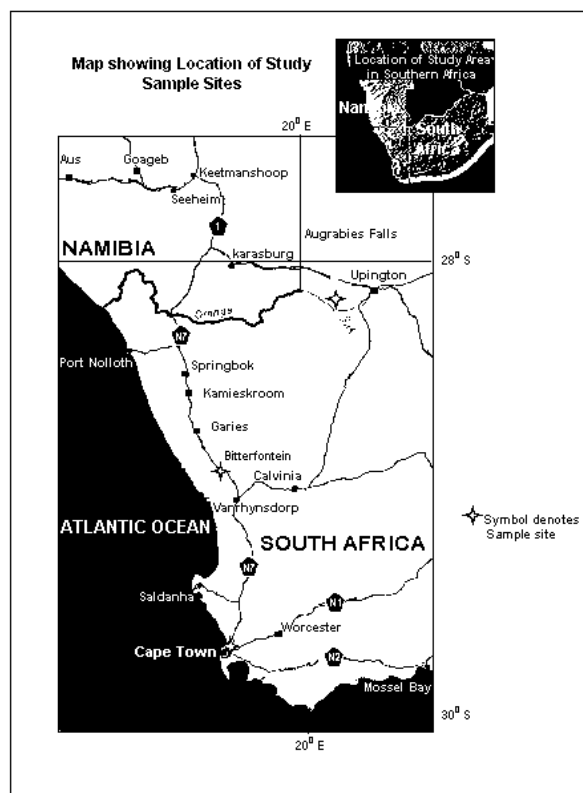 Map showing Location of Study
Sample Sites
Location of Study Area
in Southern Africa
Namibia
South
Africa
20° E
Aus
Goageb
Keetmanshoop
Seeheim
1
Augrabies Falls
NAMIBIA
karasburg
28° S
Upington
Orange
N7
Port Nolloth
Springbok
Kamieskroom
Garies
Bitterfontein
Calvinia
Vanrhynsdorp
ATLANTIC OCEAN
SOUTH AFRICA
Symbol denotes
Sample site
N7
Saldanha
N1
Worcester
Cape Town
N2
Mossel Bay
30° S
20° E